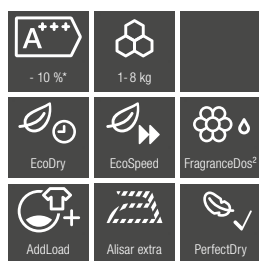 A+++
- 10 %*
1- 8 kg
EcoDry
EcoSpeed
FragranceDos²
AddLoad
Alisar extra
PerfectDry